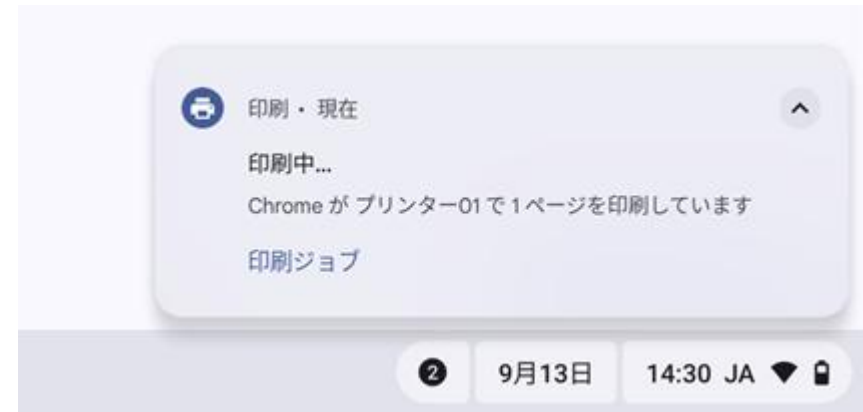 印刷・現在
印刷中...
Chrome が プリンター01 で 1 ページを印刷しています
印刷ジョブ
2 9月13日 14:30 JA